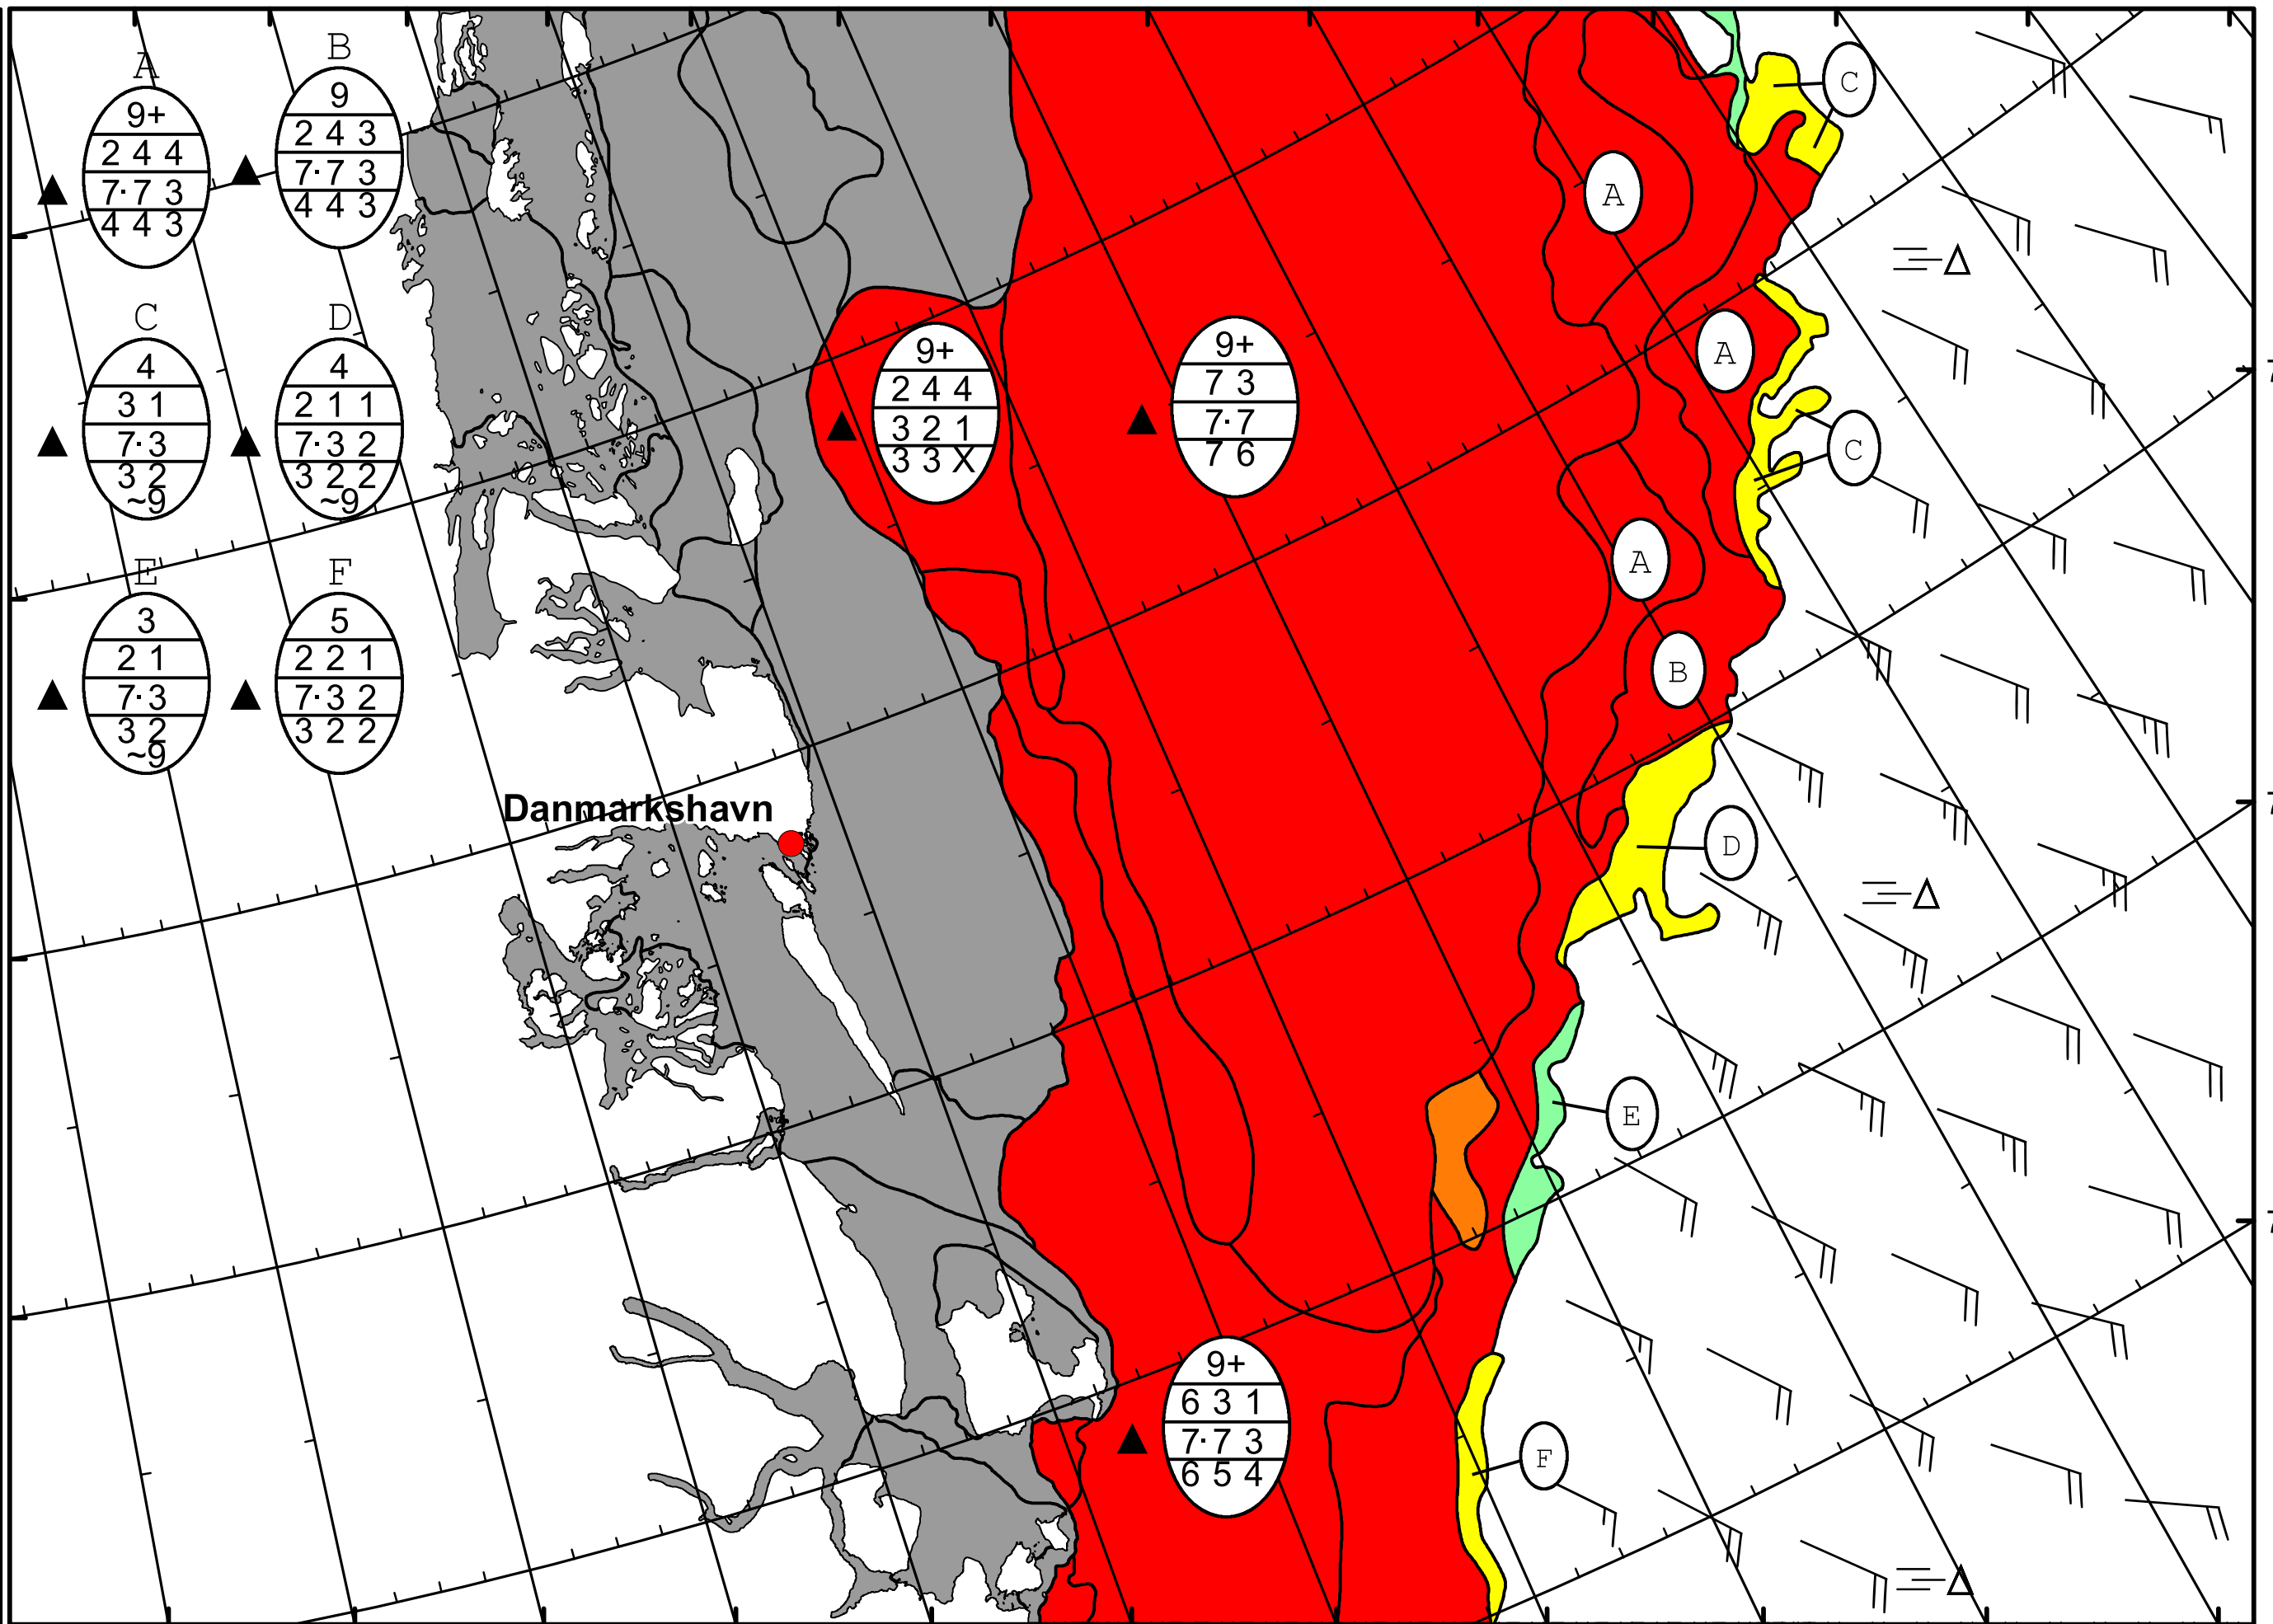 A
9+
2 4 4
7· 7 3
4 4 3
B
9
2 4 3
7· 7 3
4 4 3
C
4
3 1
7· 3
3 2
~9
D
4
2 1 1
7· 3 2
3 2 2
~9
E
3
2 1
7· 3
3 2
~9
F
5
2 2 1
7· 3 2
3 2 2
9+
2 4 4
3 2 1
3 3 X
9+
7 3
7· 7
7 6
C
A
A
C
A
B
Danmarkshavn
D
E
9+
6 3 1
7· 7 3
6 5 4
F